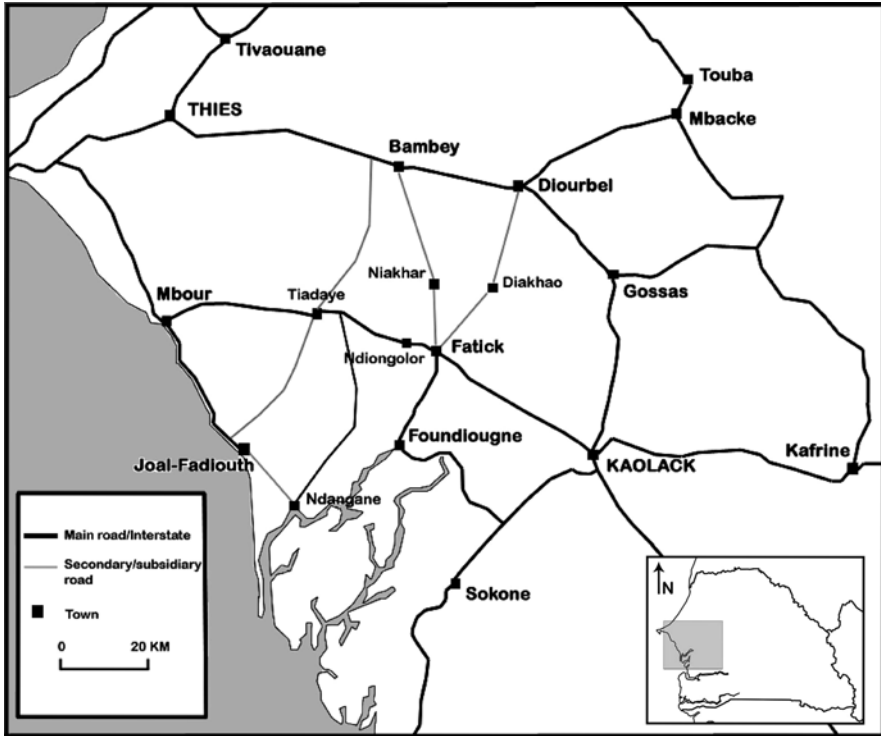 Tivaouane
Touba
THIES
Mbacke
Bambey
Diourbel
Niakhar
Diakhao
Gossas
Mbour
Tiadaye
Ndiongolor
Fatick
Foundiougne
Joal-Fadiouth
KAOLACK
Kafrine
Ndangane
Sokone
Main road/Interstate
Secondary/subsidiary
road
Town
0 20 KM
N